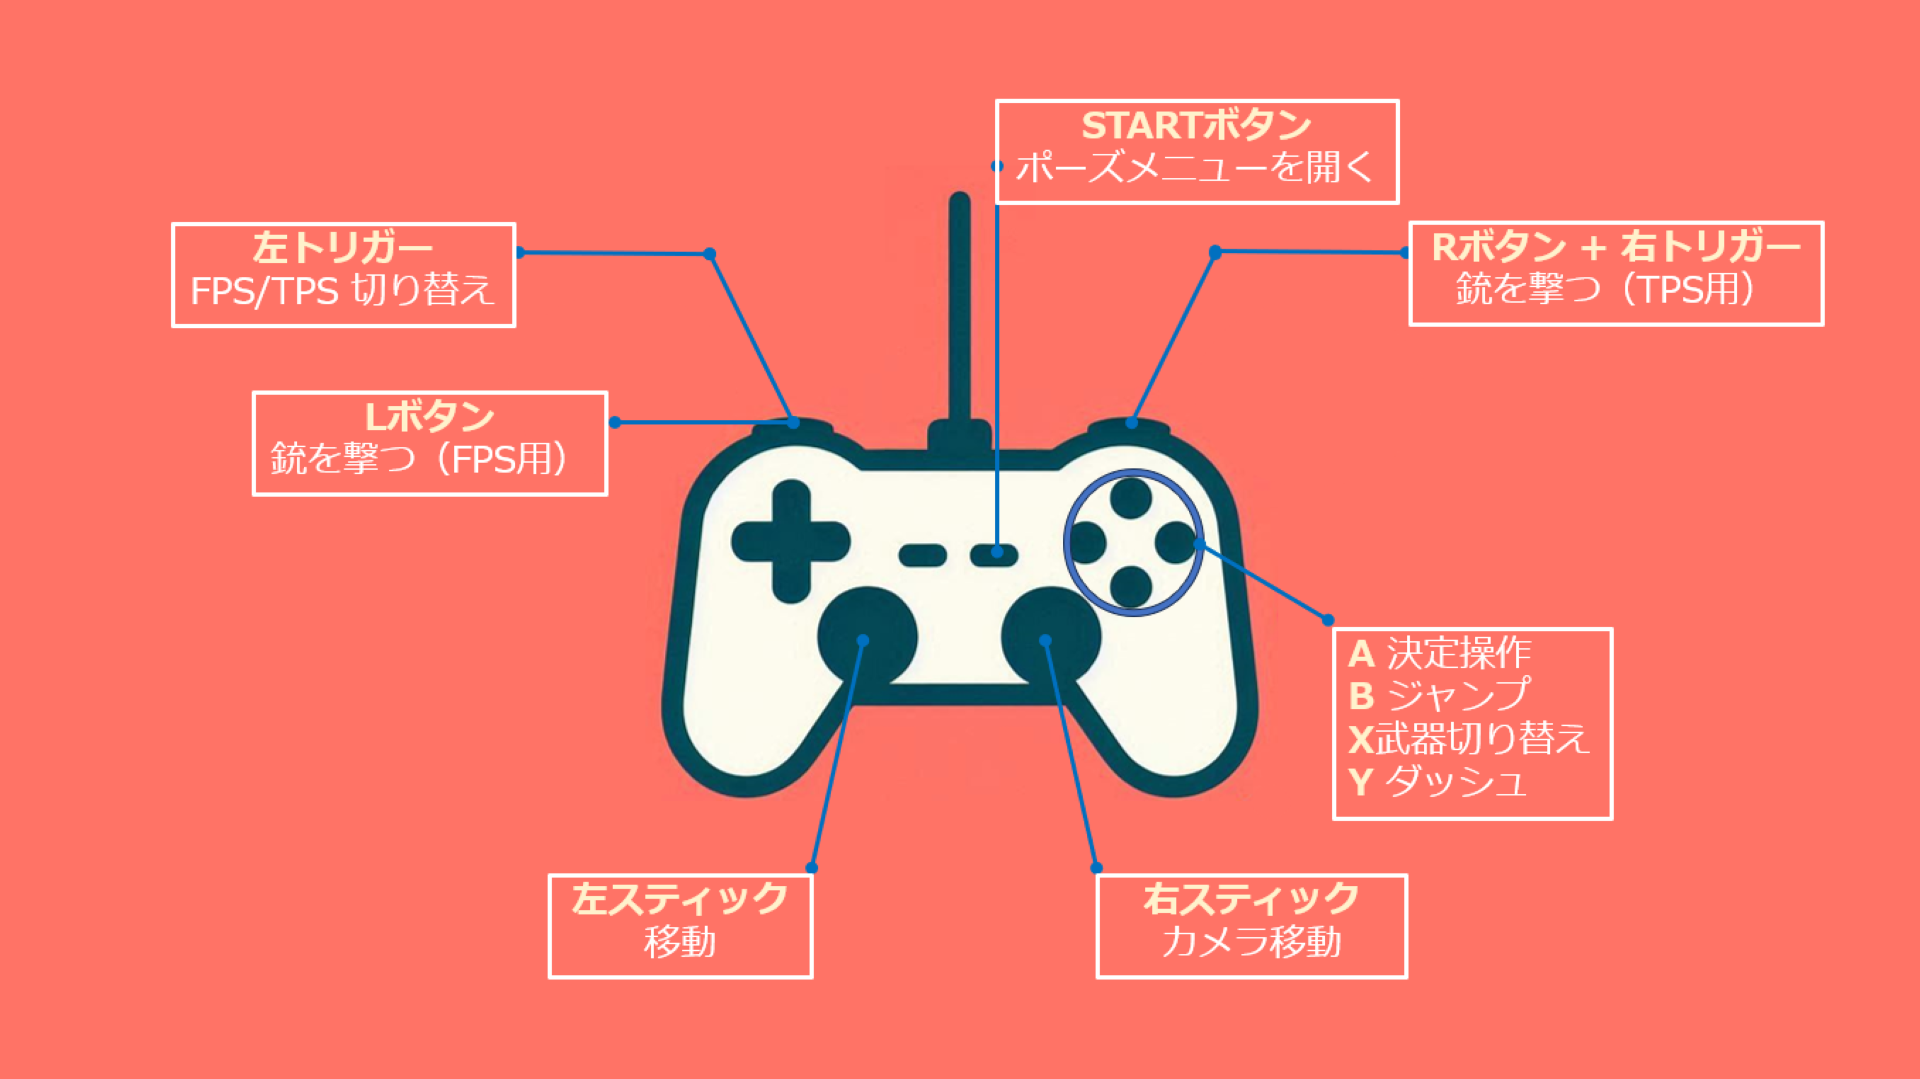 STARTボタン
ポーズメニューを開く
左トリガー
FPS/TPS 切り替え
Rボタン + 右トリガー
銃を撃つ（TPS用）
Lボタン
銃を撃つ（FPS用）
A 決定操作
B ジャンプ
X武器切り替え
Y ダッシュ
左スティック
移動
右スティック
カメラ移動